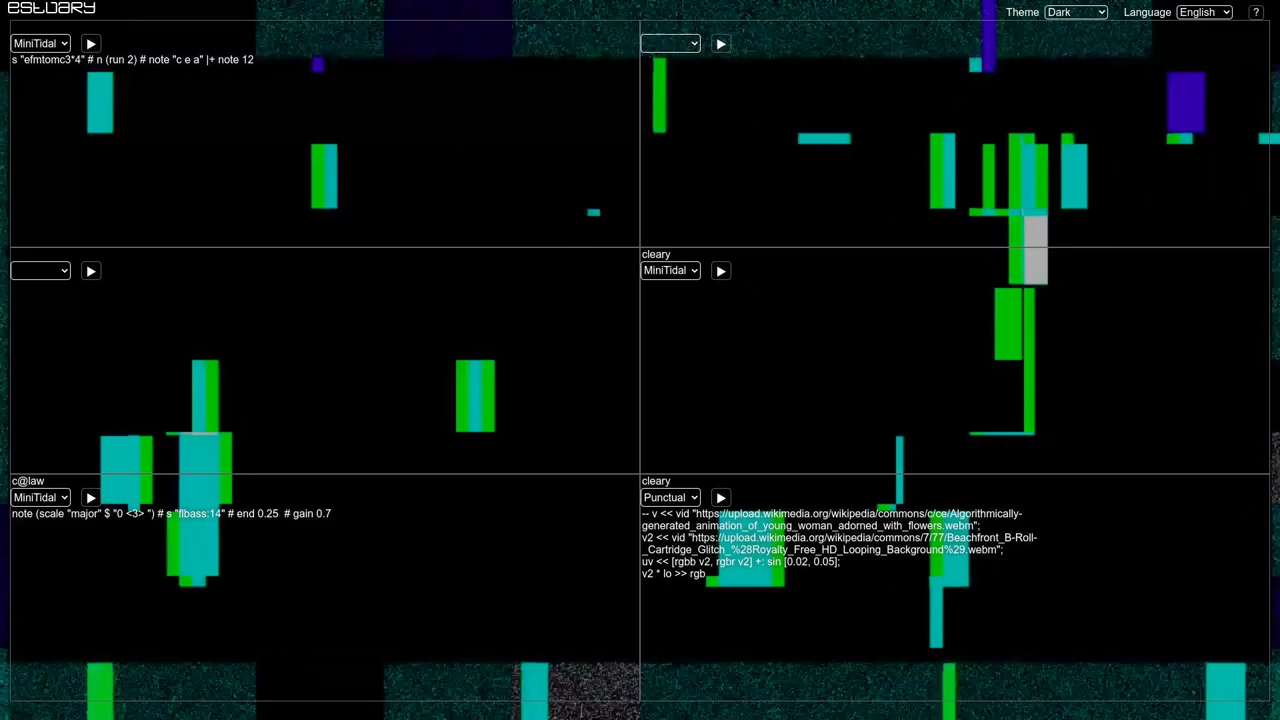 estuary
Theme Dark Language English ?
MiniTidal
s "efmtomc3*4" # n (run 2) # note "c e a" |+ note 12
cleary
MiniTidal
c@law
MiniTidal
note (scale "major" $ "0 <3> ") # s "flbass:14" # end 0.25 # gain 0.7
cleary
Punctual
-- v << vid "https://upload.wikimedia.org/wikipedia/commons/c/ce/Algorithmically-
generated_animation_of_young_woman_adorned_with_flowers.webm";
v2 << vid "https://upload.wikimedia.org/wikipedia/commons/7/77/Beachfront_B-Roll-
_Cartridge_Glitch_%28Royalty_Free_HD_Looping_Background%29.webm";
uv << [rgbb v2, rgbr v2] +: sin [0.02, 0.05];
v2 * lo >> rgb